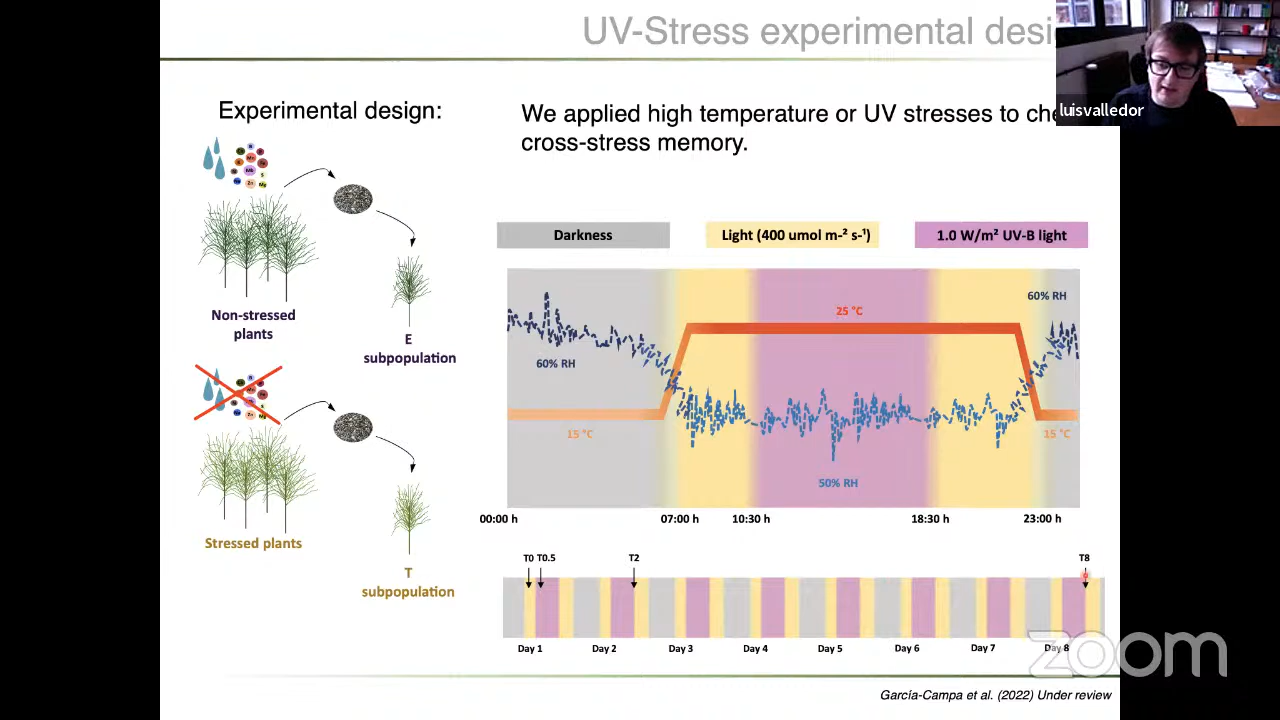 UV-Stress experimental
luisvalledor
Experimental design:
We applied high temperature or UV stresses to
cross-stress memory.
Non-stressed
plants
E
subpopulation
Stressed plants
T
subpopulation
Darkness
Light (400 umol m-² s-¹)
1.0 W/m² UV-B light
60% RH
25 °C
60% RH
15 °C
15 °C
50% RH
00:00 h
07:00 h
10:30 h
18:30 h
23:00 h
T0 T0.5
T2
T8
Day 1
Day 2
Day 3
Day 4
Day 5
Day 6
Day 7
Day 8
zoom
García-Campa et al. (2022) Under review